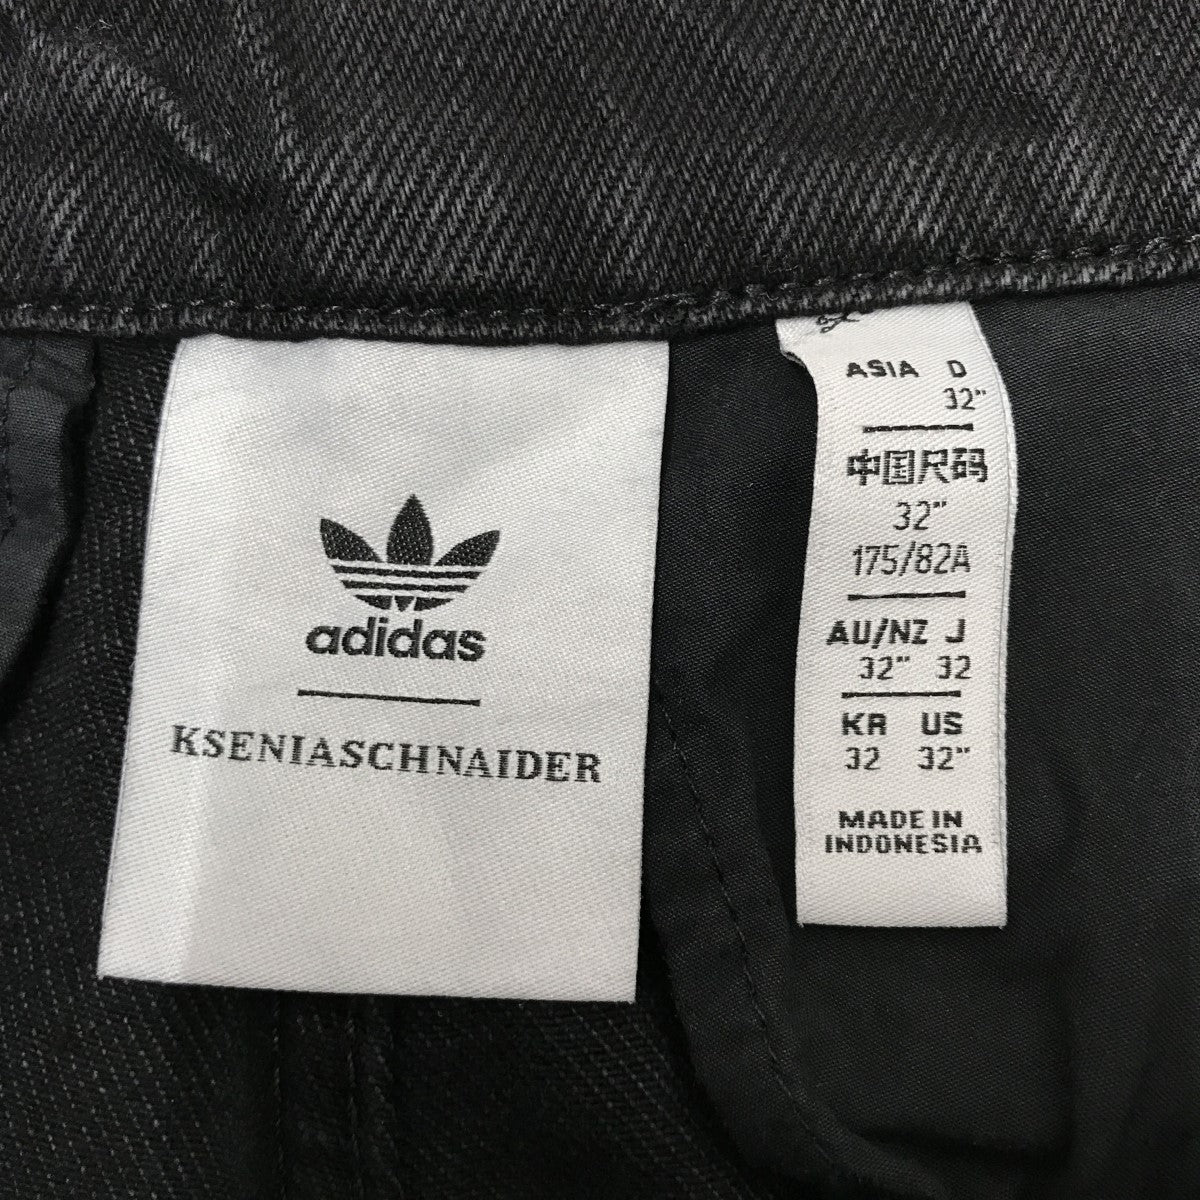 adidas
KSENIASCHNAIDER
ASIA D
32"
中国尺码
32"
175/82A
AU/NZ J
32" 32
KR US
32 32"
MADE IN
INDONESIA